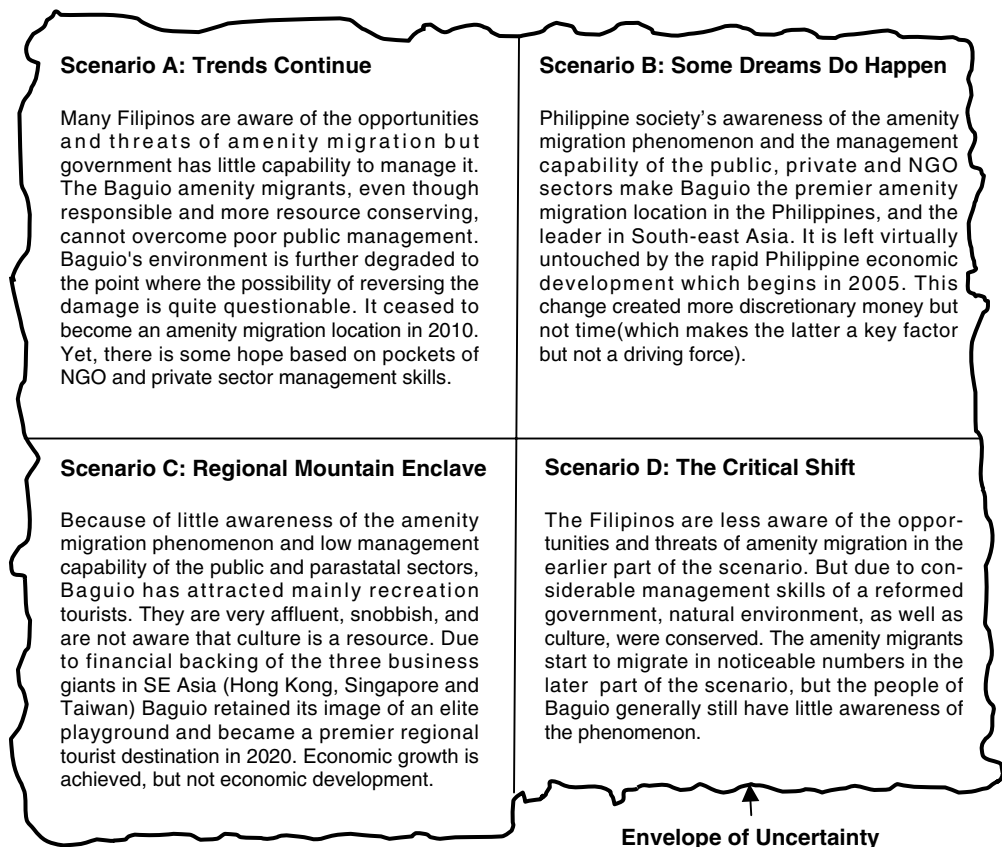 Scenario A: Trends Continue
Many Filipinos are aware of the opportunities
and threats of amenity migration but
government has little capability to manage it.
The Baguio amenity migrants, even though
responsible and more resource conserving,
cannot overcome poor public management.
Baguio's environment is further degraded to
the point where the possibility of reversing the
damage is quite questionable. It ceased to
become an amenity migration location in 2010.
Yet, there is some hope based on pockets of
NGO and private sector management skills.
Scenario B: Some Dreams Do Happen
Philippine society's awareness of the amenity
migration phenomenon and the management
capability of the public, private and NGO
sectors make Baguio the premier amenity
migration location in the Philippines, and the
leader in South-east Asia. It is left virtually
untouched by the rapid Philippine economic
development which begins in 2005. This
change created more discretionary money but
not time(which makes the latter a key factor
but not a driving force).
Scenario C: Regional Mountain Enclave
Because of little awareness of the amenity
migration phenomenon and low management
capability of the public and parastatal sectors,
Baguio has attracted mainly recreation
tourists. They are very affluent, snobbish, and
are not aware that culture is a resource. Due
to financial backing of the three business
giants in SE Asia (Hong Kong, Singapore and
Taiwan) Baguio retained its image of an elite
playground and became a premier regional
tourist destination in 2020. Economic growth is
achieved, but not economic development.
Scenario D: The Critical Shift
The Filipinos are less aware of the oppor-
tunities and threats of amenity migration in the
earlier part of the scenario. But due to con-
siderable management skills of a reformed
government, natural environment, as well as
culture, were conserved. The amenity migrants
start to migrate in noticeable numbers in the
later part of the scenario, but the people of
Baguio generally still have little awareness of
the phenomenon.
Envelope of Uncertainty